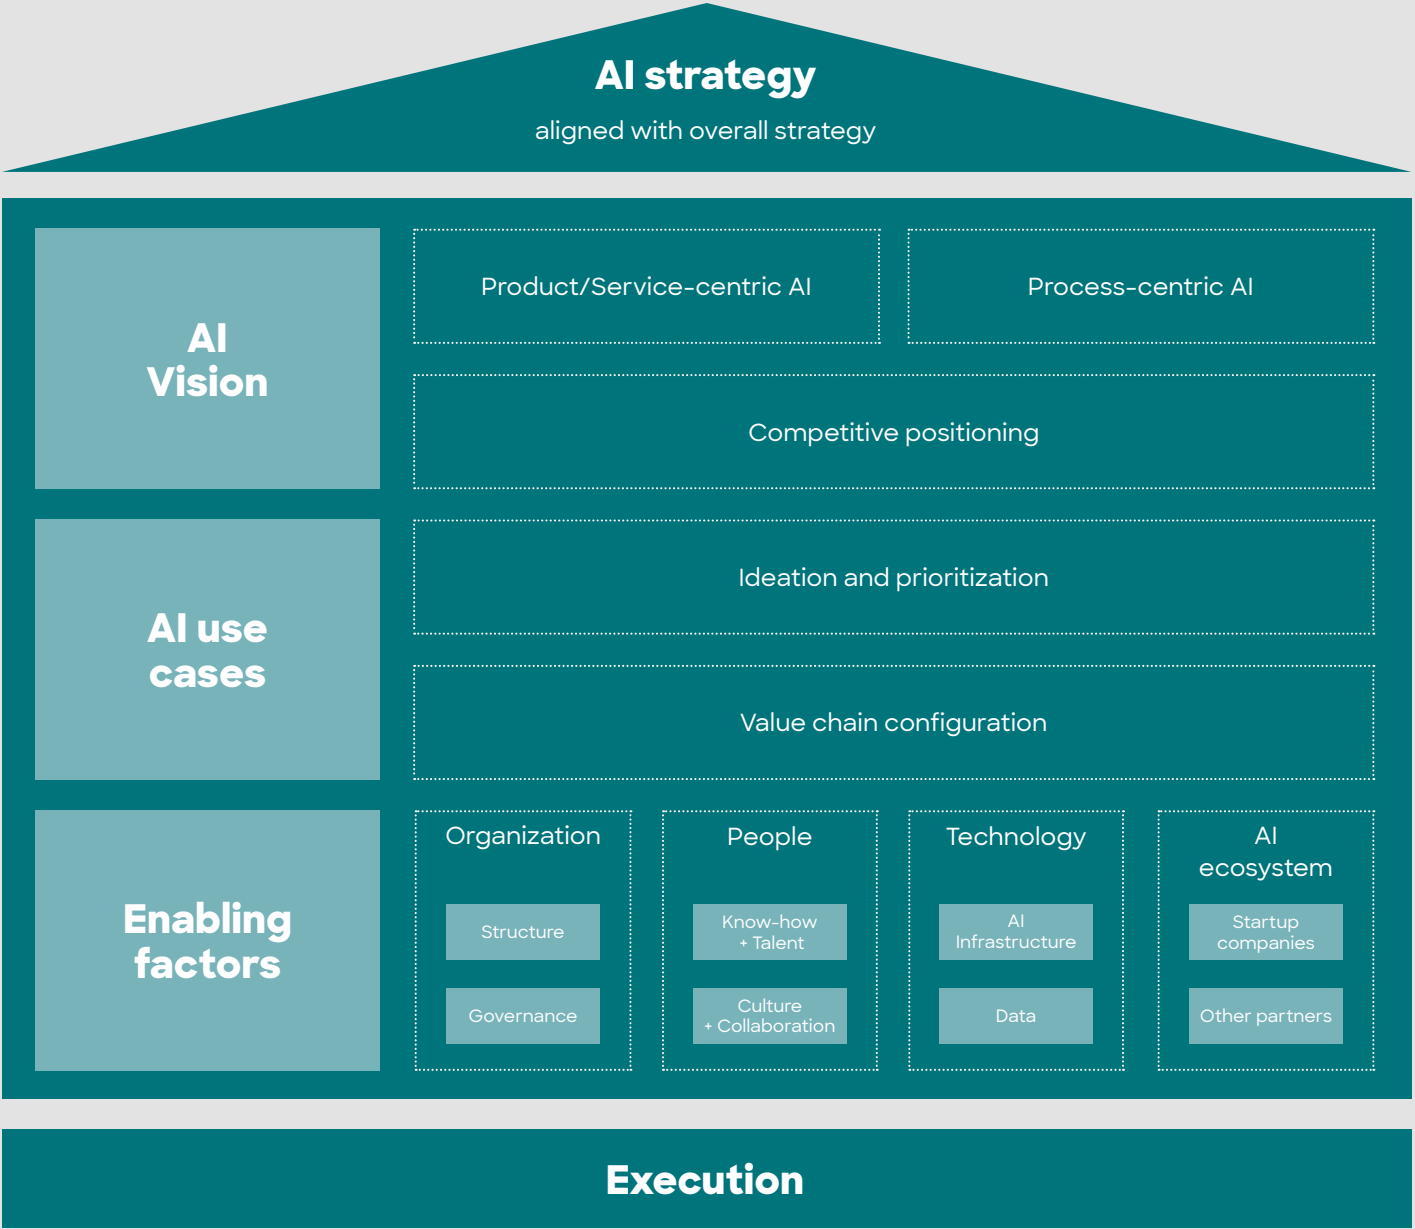 AI strategy
aligned with overall strategy
AI
Vision
Product/Service-centric AI
Process-centric AI
Competitive positioning
AI use
cases
Ideation and prioritization
Value chain configuration
Enabling
factors
Organization
Structure
Governance
People
Know-how
+ Talent
Culture
+ Collaboration
Technology
AI
Infrastructure
Data
AI
ecosystem
Startup
companies
Other partners
Execution